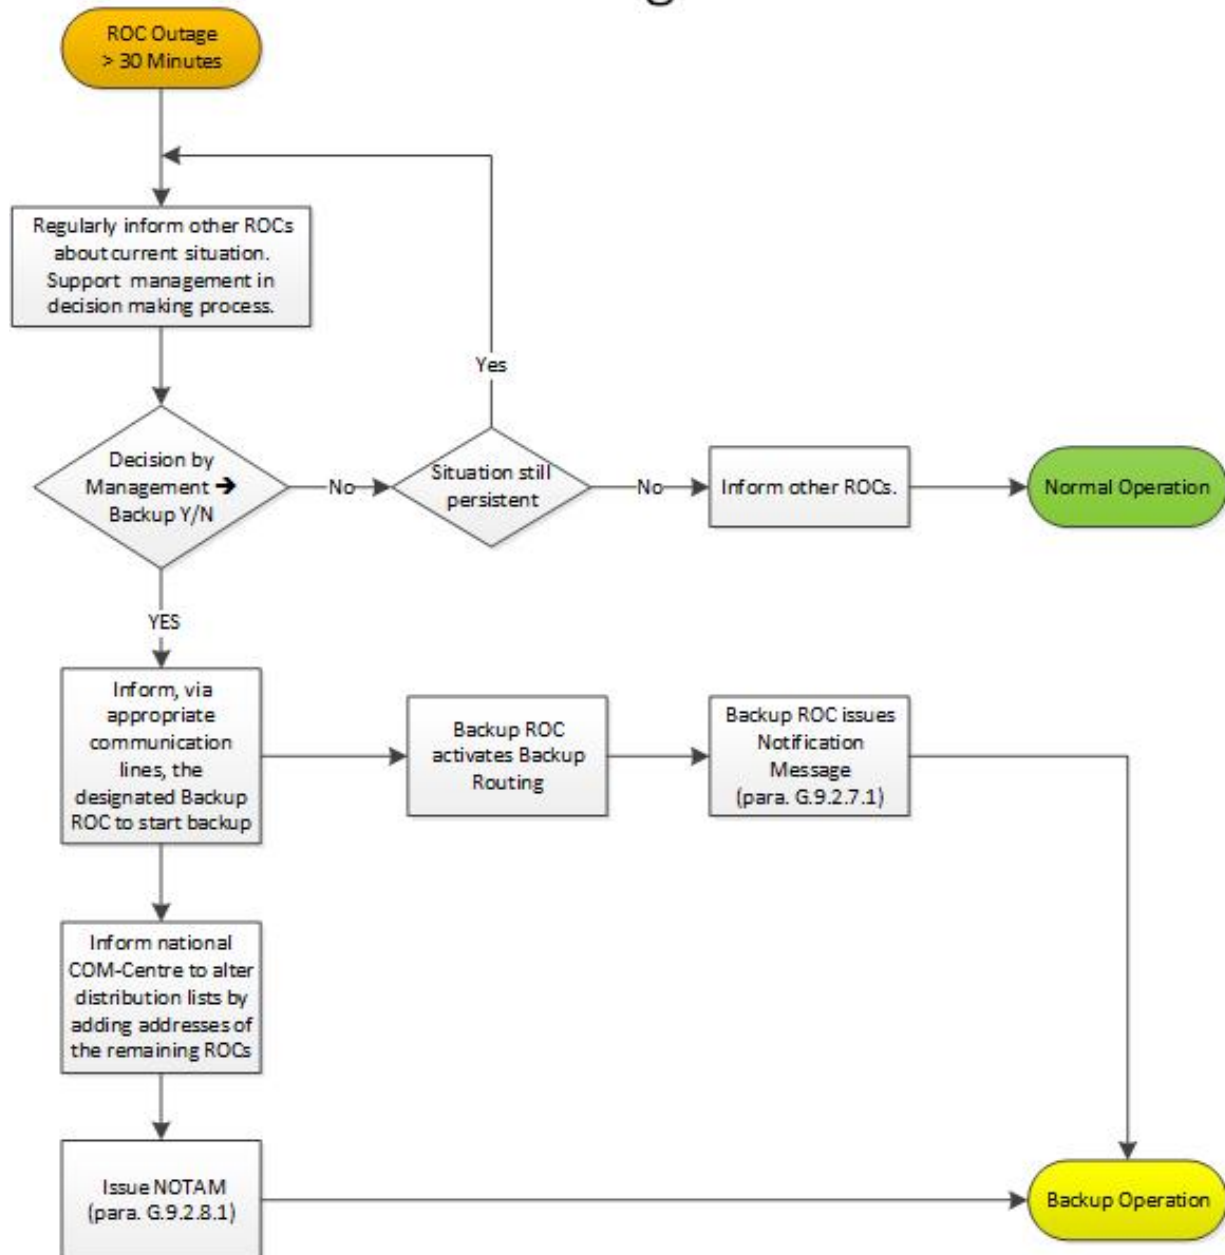 ROC Outage
> 30 Minutes
Regularly inform other ROCs
about current situation.
Support management in
decision making process.
Yes
Decision by
Management ➔
Backup Y/N
No
Situation still
persistent
No
Inform other ROCs.
Normal Operation
YES
Inform, via
appropriate
communication
lines, the
designated Backup
ROC to start backup
Backup ROC
activates Backup
Routing
Backup ROC issues
Notification
Message
(para. G.9.2.7.1)
Inform national
COM-Centre to alter
distribution lists by
adding addresses of
the remaining ROCs
Issue NOTAM
(para. G.9.2.8.1)
Backup Operation